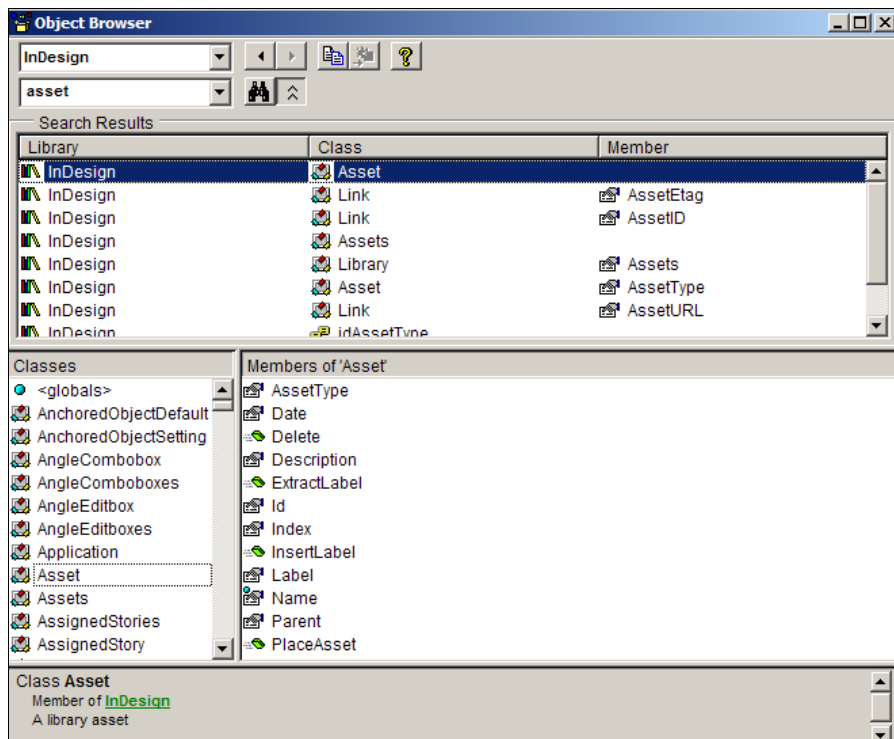 Object Browser
InDesign
asset
Search Results
Library Class Member
InDesign Asset
InDesign Link AssetEtag
InDesign Link AssetID
InDesign Assets
InDesign Library Assets
InDesign Asset AssetType
InDesign Link AssetURL
InDesign idAssetType
Classes Members of 'Asset'
<globals> AssetType
AnchoredObjectDefault Date
AnchoredObjectSetting Delete
AngleCombobox Description
AngleComboboxes ExtractLabel
AngleEditbox Id
AngleEditboxes Index
Application InsertLabel
Asset Label
Assets Name
AssignedStories Parent
AssignedStory PlaceAsset
Class Asset
Member of InDesign
A library asset